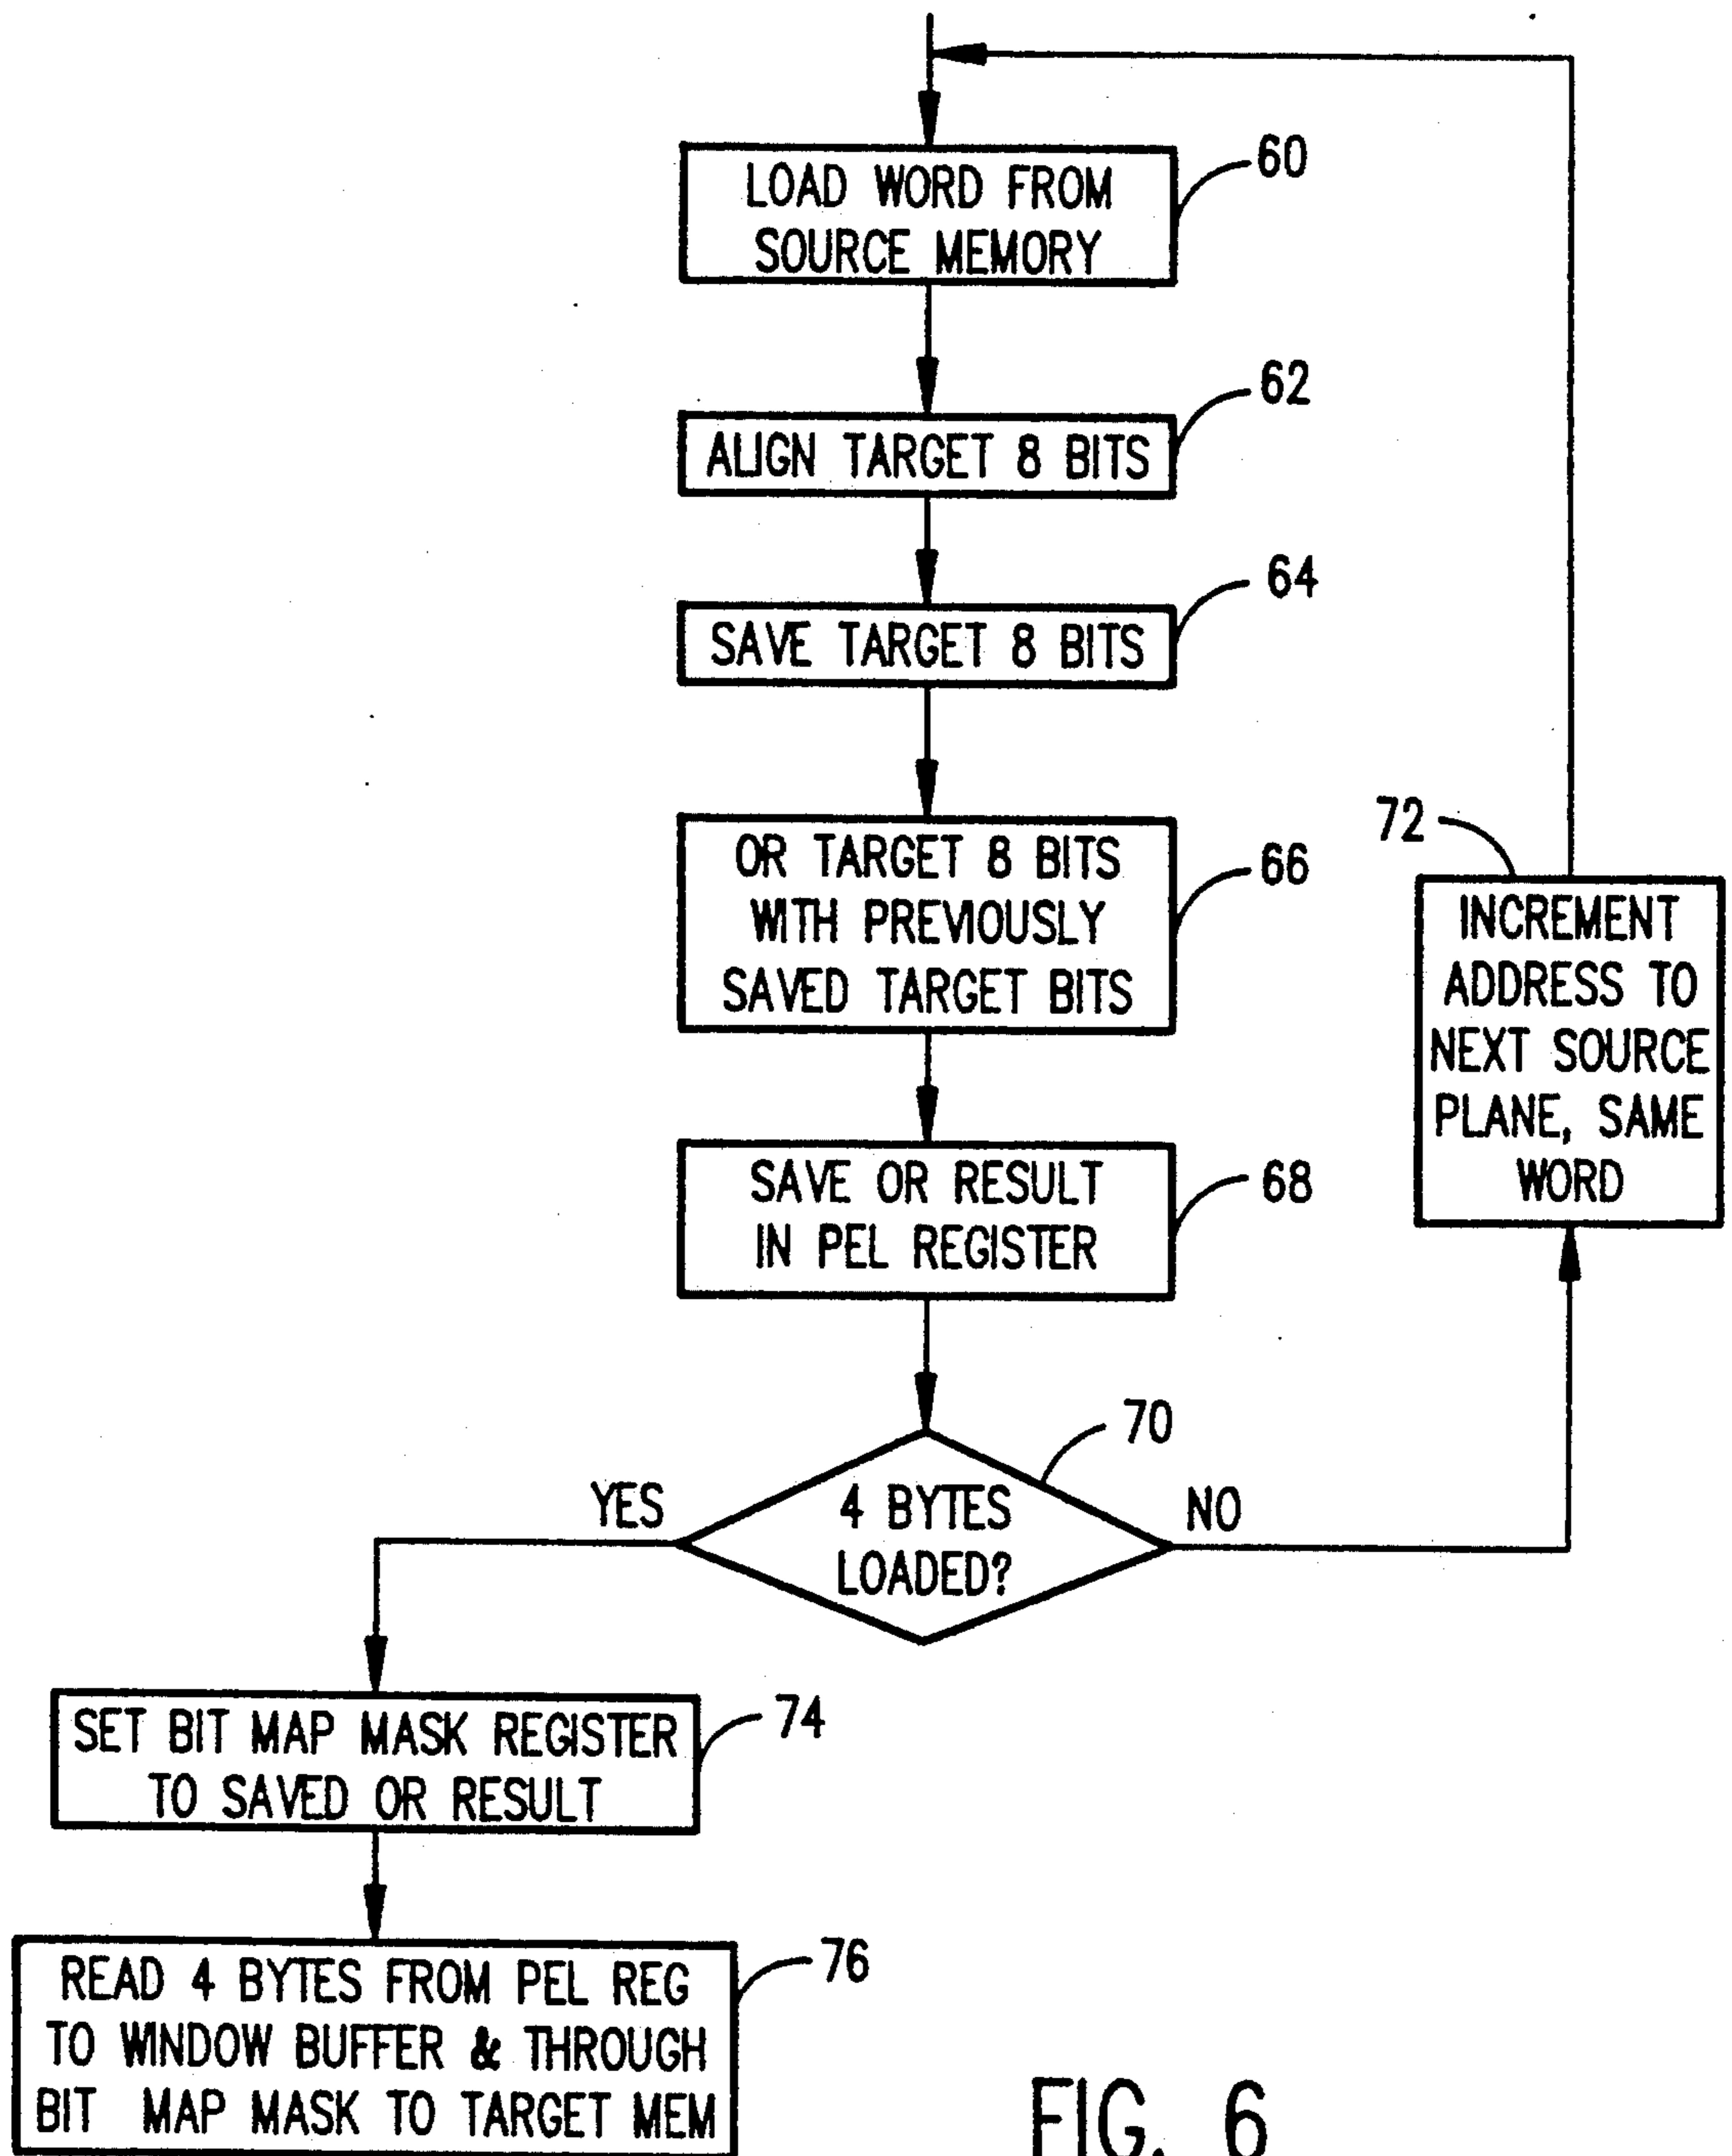 LOAD WORD FROM
SOURCE MEMORY
60
ALIGN TARGET 8 BITS
62
SAVE TARGET 8 BITS
64
OR TARGET 8 BITS
WITH PREVIOUSLY
SAVED TARGET BITS
66
72
INCREMENT
ADDRESS TO
NEXT SOURCE
PLANE, SAME
WORD
SAVE OR RESULT
IN PEL REGISTER
68
70
YES
4 BYTES
LOADED?
NO
SET BIT MAP MASK REGISTER
TO SAVED OR RESULT
74
READ 4 BYTES FROM PEL REG
TO WINDOW BUFFER & THROUGH
BIT MAP MASK TO TARGET MEM
76
FIG. 6